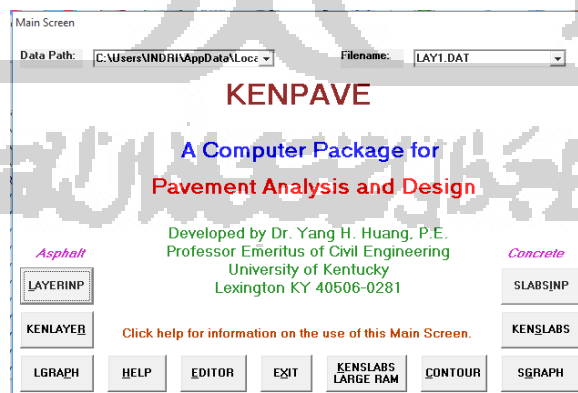 Main Screen
Data Path: C:\Users\INDRI\AppData\Loca Filename: LAY1.DAT
KENPAVE
A Computer Package for
Pavement Analysis and Design
Developed by Dr. Yang H. Huang, P.E.
Asphalt Professor Emeritus of Civil Engineering Concrete
University of Kentucky
LAYERINP Lexington KY 40506-0281 SLABSINP
KENLAYER Click help for information on the use of this Main Screen. KENSLABS
LGRAPH HELP EDITOR EXIT KENSLABS LARGE RAM CONTOUR SGRAPH